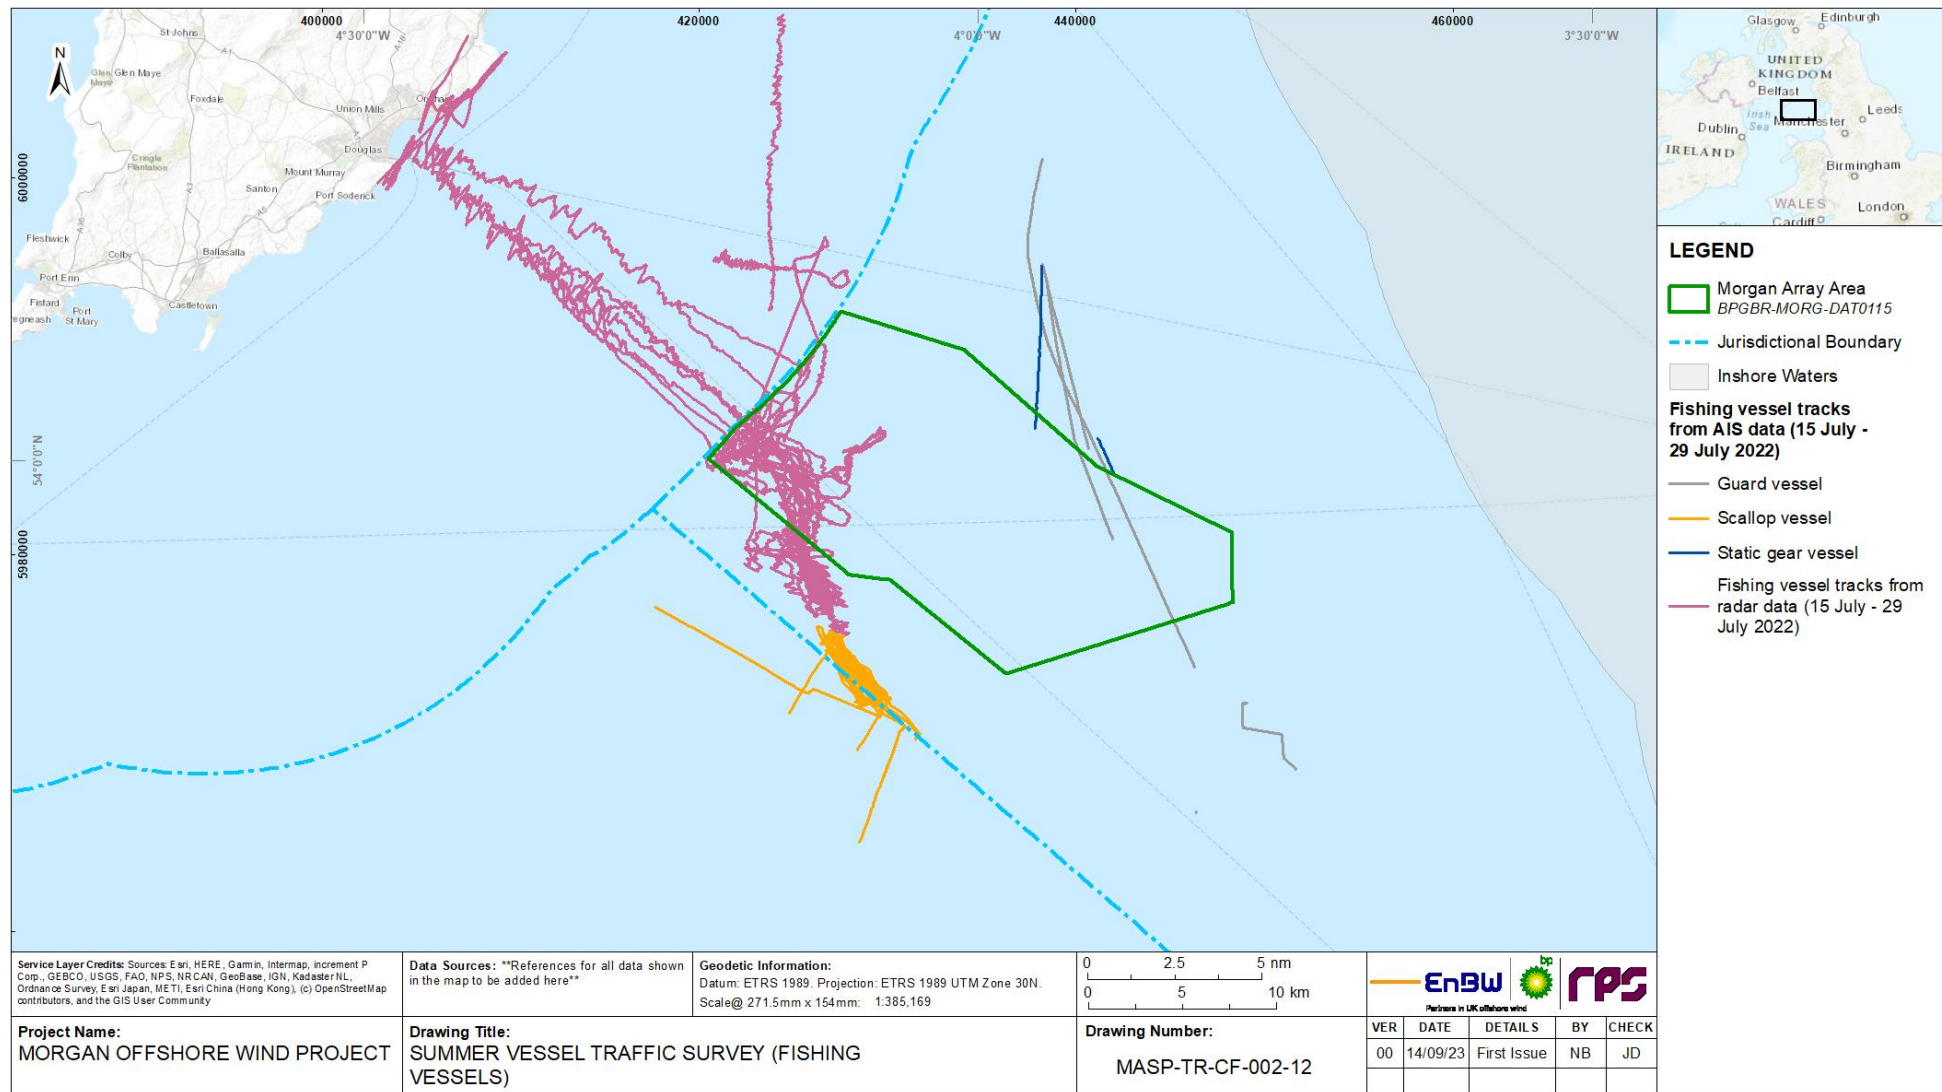 400000
420000
440000
460000
4°30'0"W
4°0'0"W
3°30'0"W
6000000
54°0'0"N
5980000
N
St Johns
A1
A18
Glen Maye
Foxdale
Union Mills
Douglas
Cringle
Plantation
Mount Murray
Santon
Port Soderick
A5
A3
A36
Fleshwick
Colby
Ballasalla
Port Erin
Fistard
Port
St Mary
Castletown
Glasgow
Edinburgh
UNITED
KINGDOM
Belfast
Irish
Sea
Manchester
Leeds
Dublin
IRELAND
Birmingham
WALES
London
Cardiff
LEGEND
Morgan Array Area
BPGBR-MORG-DAT0115
Jurisdictional Boundary
Inshore Waters
Fishing vessel tracks
from AIS data (15 July -
29 July 2022)
Guard vessel
Scallop vessel
Static gear vessel
Fishing vessel tracks from
radar data (15 July - 29
July 2022)
Service Layer Credits: Sources: Esri, HERE, Garmin, Intermap, increment P
Corp., GEBCO, USGS, FAO, NPS, NRCAN, GeoBase, IGN, Kadaster NL,
Ordnance Survey, Esri Japan, METI, Esri China (Hong Kong), (c) OpenStreetMap
contributors, and the GIS User Community
Data Sources: **References for all data shown
in the map to be added here**
Geodetic Information:
Datum: ETRS 1989. Projection: ETRS 1989 UTM Zone 30N.
Scale@ 271.5mm x 154mm: 1:385,169
0 2.5 5 nm
0 5 10 km
EnBW
Partners in UK offshore wind
bp
rps
Project Name:
MORGAN OFFSHORE WIND PROJECT
Drawing Title:
SUMMER VESSEL TRAFFIC SURVEY (FISHING
VESSELS)
Drawing Number:
MASP-TR-CF-002-12
VER DATE DETAILS BY CHECK
00 14/09/23 First Issue NB JD